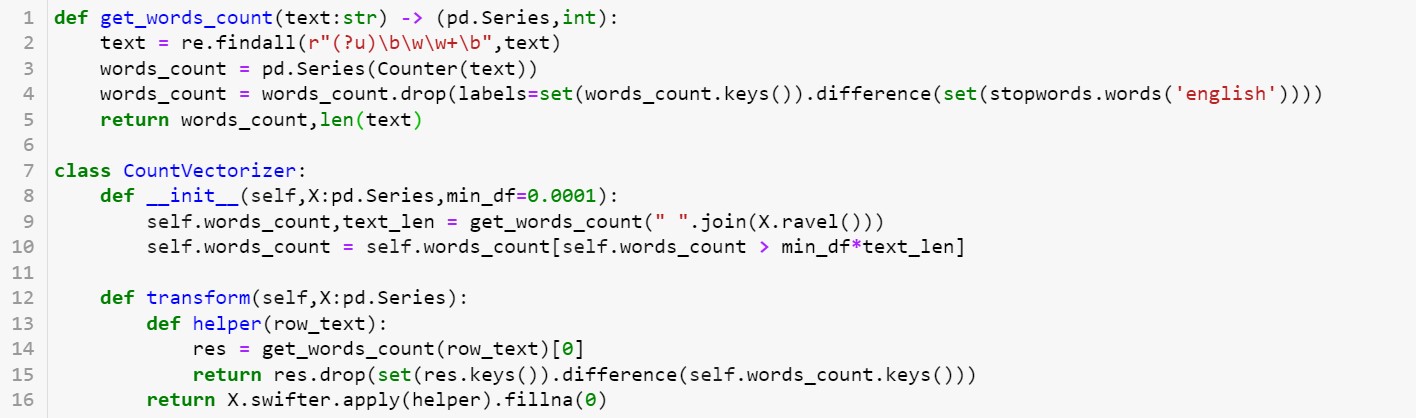 1 def get_words_count(text:str) -> (pd.Series,int):
2     text = re.findall(r"(?u)\b\w\w+\b",text)
3     words_count = pd.Series(Counter(text))
4     words_count = words_count.drop(labels=set(words_count.keys()).difference(set(stopwords.words('english'))))
5     return words_count,len(text)
6
7 class CountVectorizer:
8     def __init__(self,X:pd.Series,min_df=0.0001):
9         self.words_count,text_len = get_words_count(" ".join(X.ravel()))
10         self.words_count = self.words_count[self.words_count > min_df*text_len]
11
12     def transform(self,X:pd.Series):
13         def helper(row_text):
14             res = get_words_count(row_text)[0]
15             return res.drop(set(res.keys()).difference(self.words_count.keys()))
16         return X.swifter.apply(helper).fillna(0)